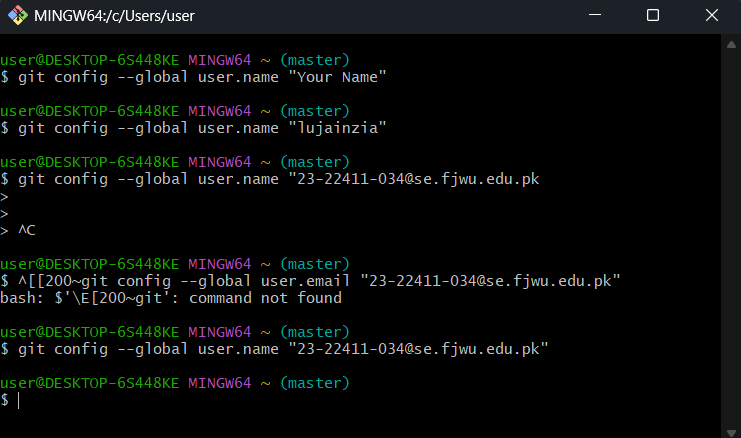 MINGW64:/c/Users/user
user@DESKTOP-6S448KE MINGW64 ~ (master)
$ git config --global user.name "Your Name"
user@DESKTOP-6S448KE MINGW64 ~ (master)
$ git config --global user.name "lujainzia"
user@DESKTOP-6S448KE MINGW64 ~ (master)
$ git config --global user.name "23-22411-034@se.fjwu.edu.pk
>
>
> ^C
user@DESKTOP-6S448KE MINGW64 ~ (master)
$ ^[[200~git config --global user.email "23-22411-034@se.fjwu.edu.pk"
bash: $'\E[200~git': command not found
user@DESKTOP-6S448KE MINGW64 ~ (master)
$ git config --global user.name "23-22411-034@se.fjwu.edu.pk"
user@DESKTOP-6S448KE MINGW64 ~ (master)
$